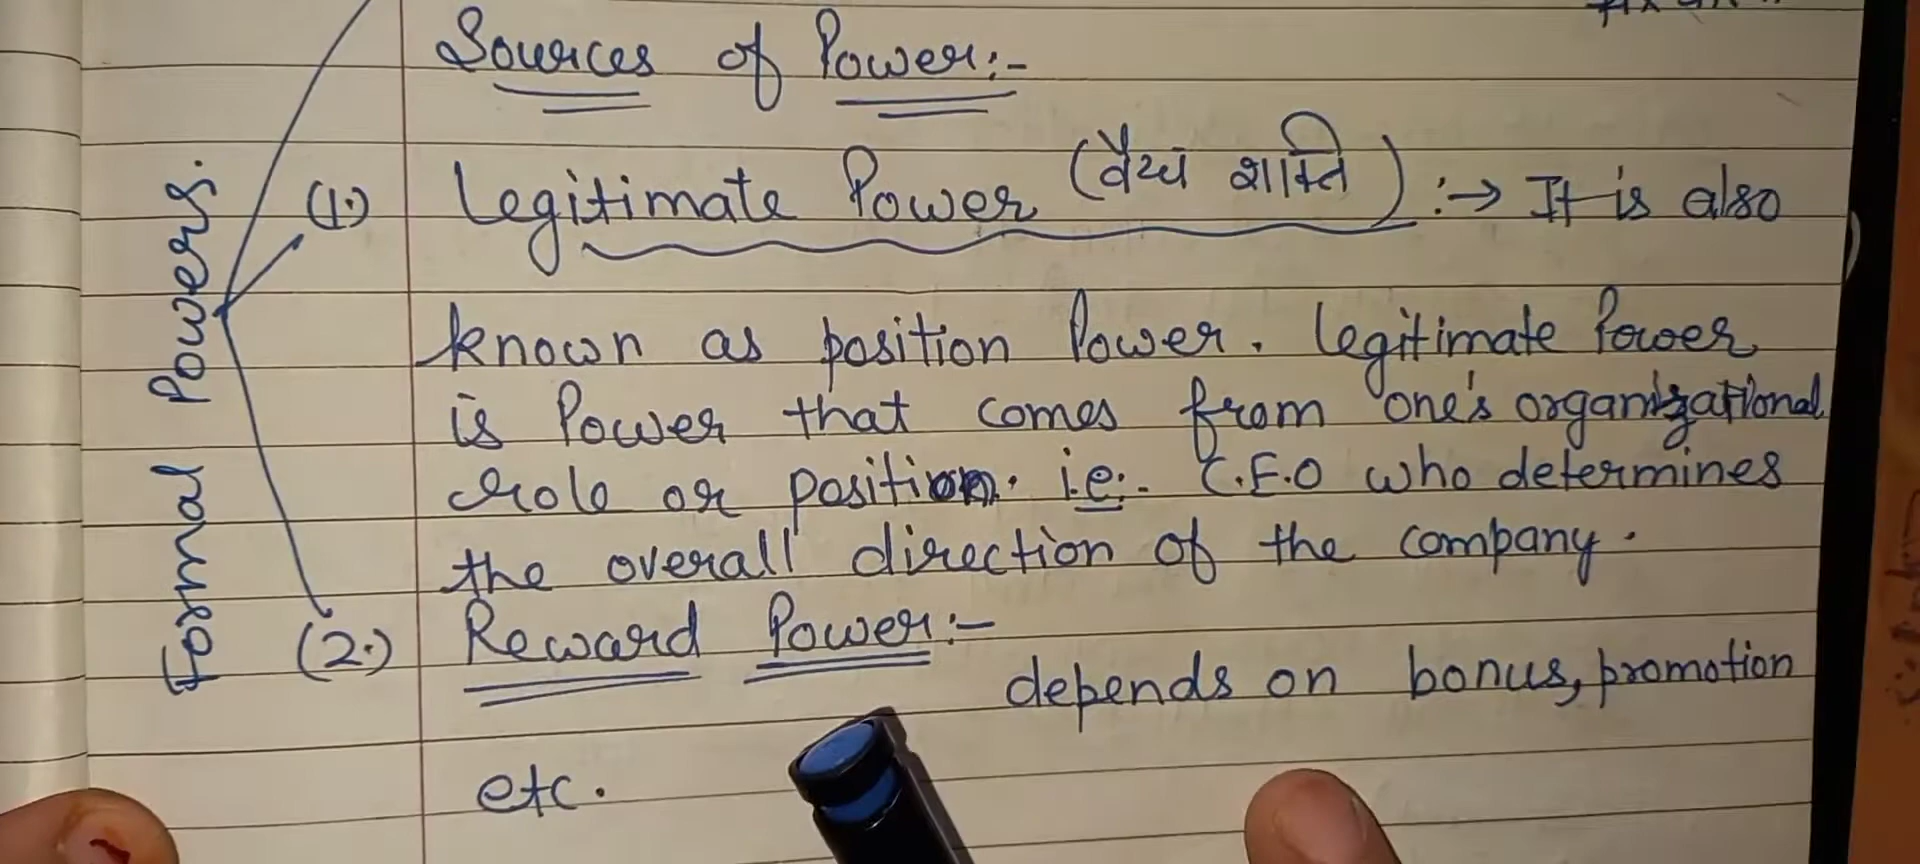 Sources of Power:-
(1.) Legitimate Power (वैद्य शक्ति) :→ It is also
known as position Power. Legitimate Power
is Power that comes from one's organizational
role or position. i.e:- C.E.O who determines
the overall direction of the company.
(2.) Reward Power:-
depends on bonus, promotion
etc.
Formal Powers.